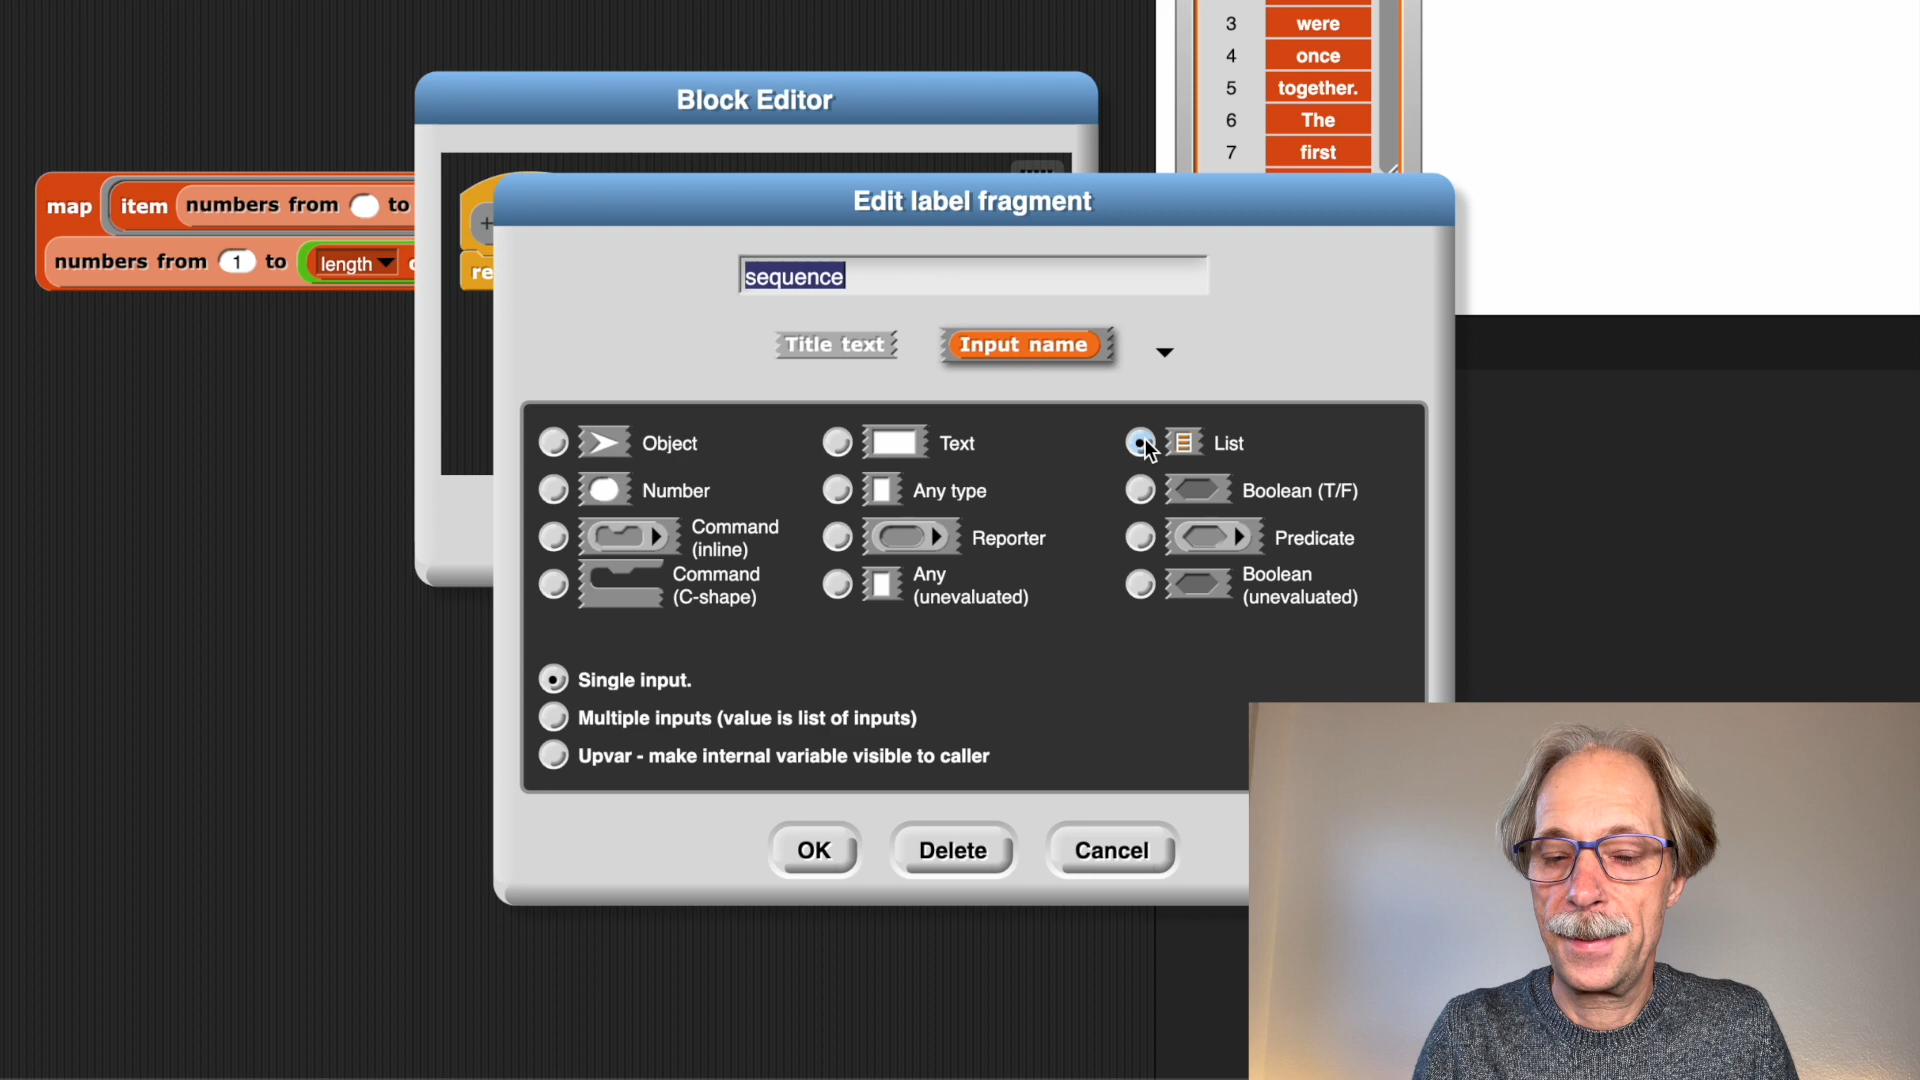 3 were
4 once
5 together.
6 The
7 first
Block Editor
map item numbers from to
numbers from 1 to length
re
Edit label fragment
sequence
Title text Input name
Object Text List
Number Any type Boolean (T/F)
Command (inline) Reporter Predicate
Command (C-shape) Any (unevaluated) Boolean (unevaluated)
Single input.
Multiple inputs (value is list of inputs)
Upvar - make internal variable visible to caller
OK Delete Cancel